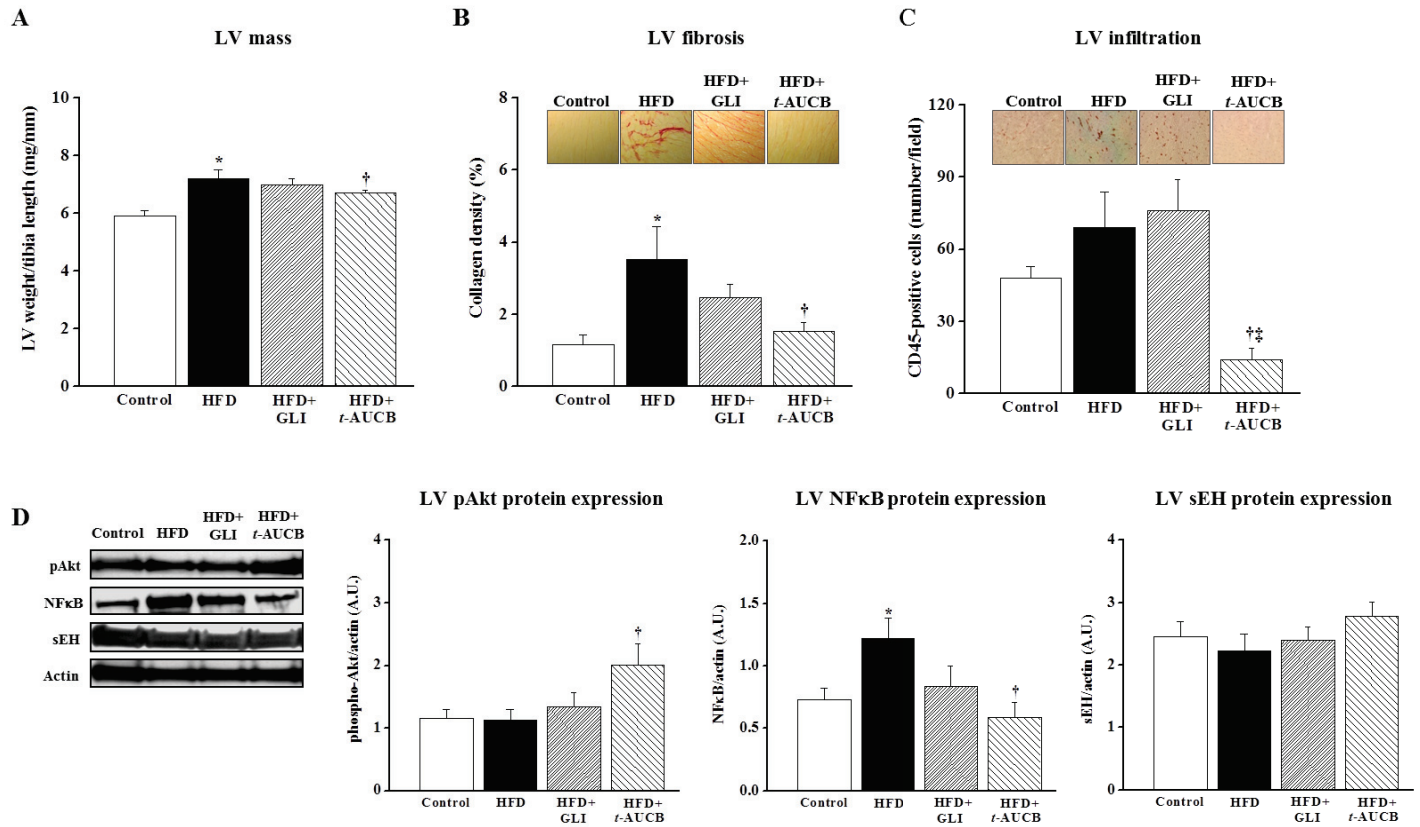 A
LV mass
LV weight/tibia length (mg/mm)
10
8
6
4
2
0
*
†
Control
HFD
HFD+
GLI
HFD+
t-AUCB
B
LV fibrosis
Control
HFD
HFD+
GLI
HFD+
t-AUCB
Collagen density (%)
8
6
4
2
0
*
†
Control
HFD
HFD+
GLI
HFD+
t-AUCB
C
LV infiltration
Control
HFD
HFD+
GLI
HFD+
t-AUCB
CD45-positive cells (number/field)
120
90
60
30
0
†‡
Control
HFD
HFD+
GLI
HFD+
t-AUCB
D
Control
HFD
HFD+
GLI
HFD+
t-AUCB
pAkt
NFκB
sEH
Actin
LV pAkt protein expression
phospho-Akt/actin (A.U.)
4
3
2
1
0
†
Control
HFD
HFD+
GLI
HFD+
t-AUCB
LV NFκB protein expression
NFκB/actin (A.U.)
2.0
1.5
1.0
0.5
0.0
*
†
Control
HFD
HFD+
GLI
HFD+
t-AUCB
LV sEH protein expression
sEH/actin (A.U.)
4
3
2
1
0
Control
HFD
HFD+
GLI
HFD+
t-AUCB